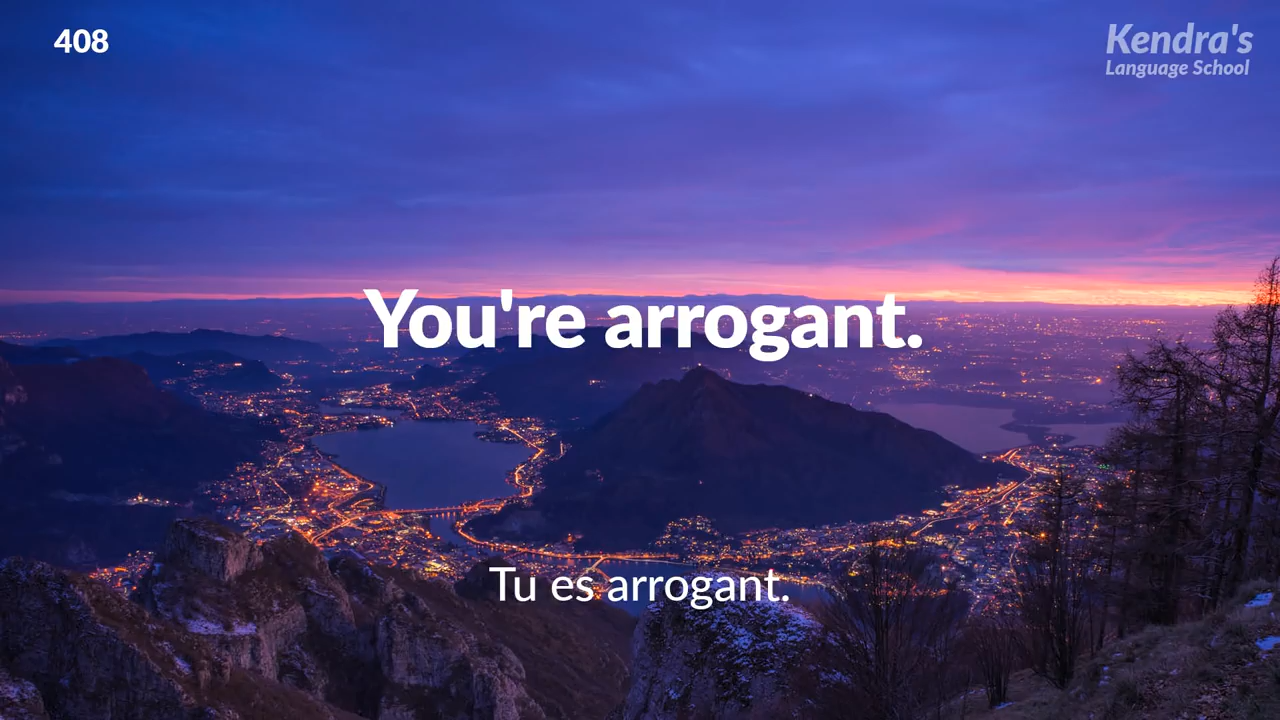 408
Kendra's
Language School
You're arrogant.
Tu es arrogant.